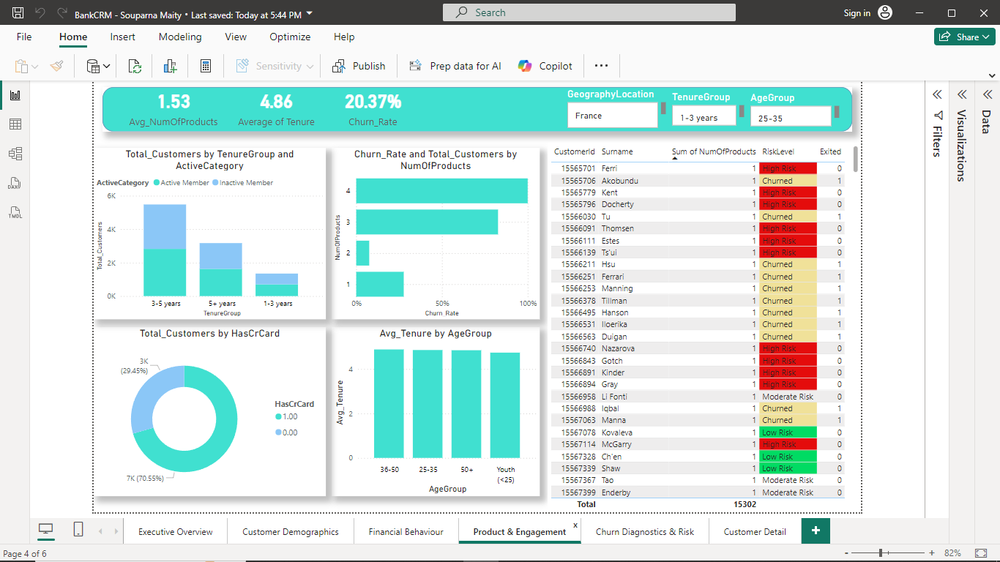 BankCRM - Souparna Maity • Last saved: Today at 5:44 PM
Search
Sign in
File Home Insert Modeling View Optimize Help
Share
Sensitivity
Publish
Prep data for AI
Copilot
1.53
Avg_NumOfProducts
4.86
Average of Tenure
20.37%
Churn_Rate
GeographyLocation
France
TenureGroup
1-3 years
AgeGroup
25-35
Total_Customers by TenureGroup and
ActiveCategory
ActiveCategory Active Member Inactive Member
Total_Customers
6K
4K
2K
0K
3-5 years 5+ years 1-3 years
TenureGroup
Churn_Rate and Total_Customers by
NumOfProducts
NumOfProducts
4
3
2
1
0% 50% 100%
Churn_Rate
Total_Customers by HasCrCard
3K
(29.45%)
7K (70.55%)
HasCrCard
1.00
0.00
Avg_Tenure by AgeGroup
Avg_Tenure
4
2
0
36-50 25-35 50+ Youth
(<25)
AgeGroup
CustomerId Surname Sum of NumOfProducts RiskLevel Exited
15565701 Ferri 1 High Risk 0
15565706 Akobundu 1 Churned 1
15565779 Kent 1 High Risk 0
15565796 Docherty 1 High Risk 0
15566030 Tu 1 Churned 1
15566091 Thomsen 1 High Risk 0
15566111 Estes 1 High Risk 0
15566139 Ts'ui 1 High Risk 0
15566211 Hsu 1 Churned 1
15566251 Ferrari 1 Churned 1
15566253 Manning 1 Churned 1
15566378 Tillman 1 Churned 1
15566495 Hanson 1 Churned 1
15566531 Iloerika 1 Churned 1
15566563 Duigan 1 Churned 1
15566740 Nazarova 1 High Risk 0
15566843 Gotch 1 High Risk 0
15566891 Kinder 1 High Risk 0
15566894 Gray 1 High Risk 0
15566958 Li Fonti 1 Moderate Risk 0
15566988 Iqbal 1 Churned 1
15567063 Manna 1 Churned 1
15567078 Kovaleva 1 Low Risk 0
15567114 McGarry 1 High Risk 0
15567328 Ch'en 1 Low Risk 0
15567339 Shaw 1 Low Risk 0
15567367 Tao 1 Moderate Risk 0
15567399 Enderby 1 Moderate Risk 0
Total 15302
Filters
Visualizations
Data
DAX
TMDL
Executive Overview Customer Demographics Financial Behaviour Product & Engagement x Churn Diagnostics & Risk Customer Detail +
Page 4 of 6
- + 82%